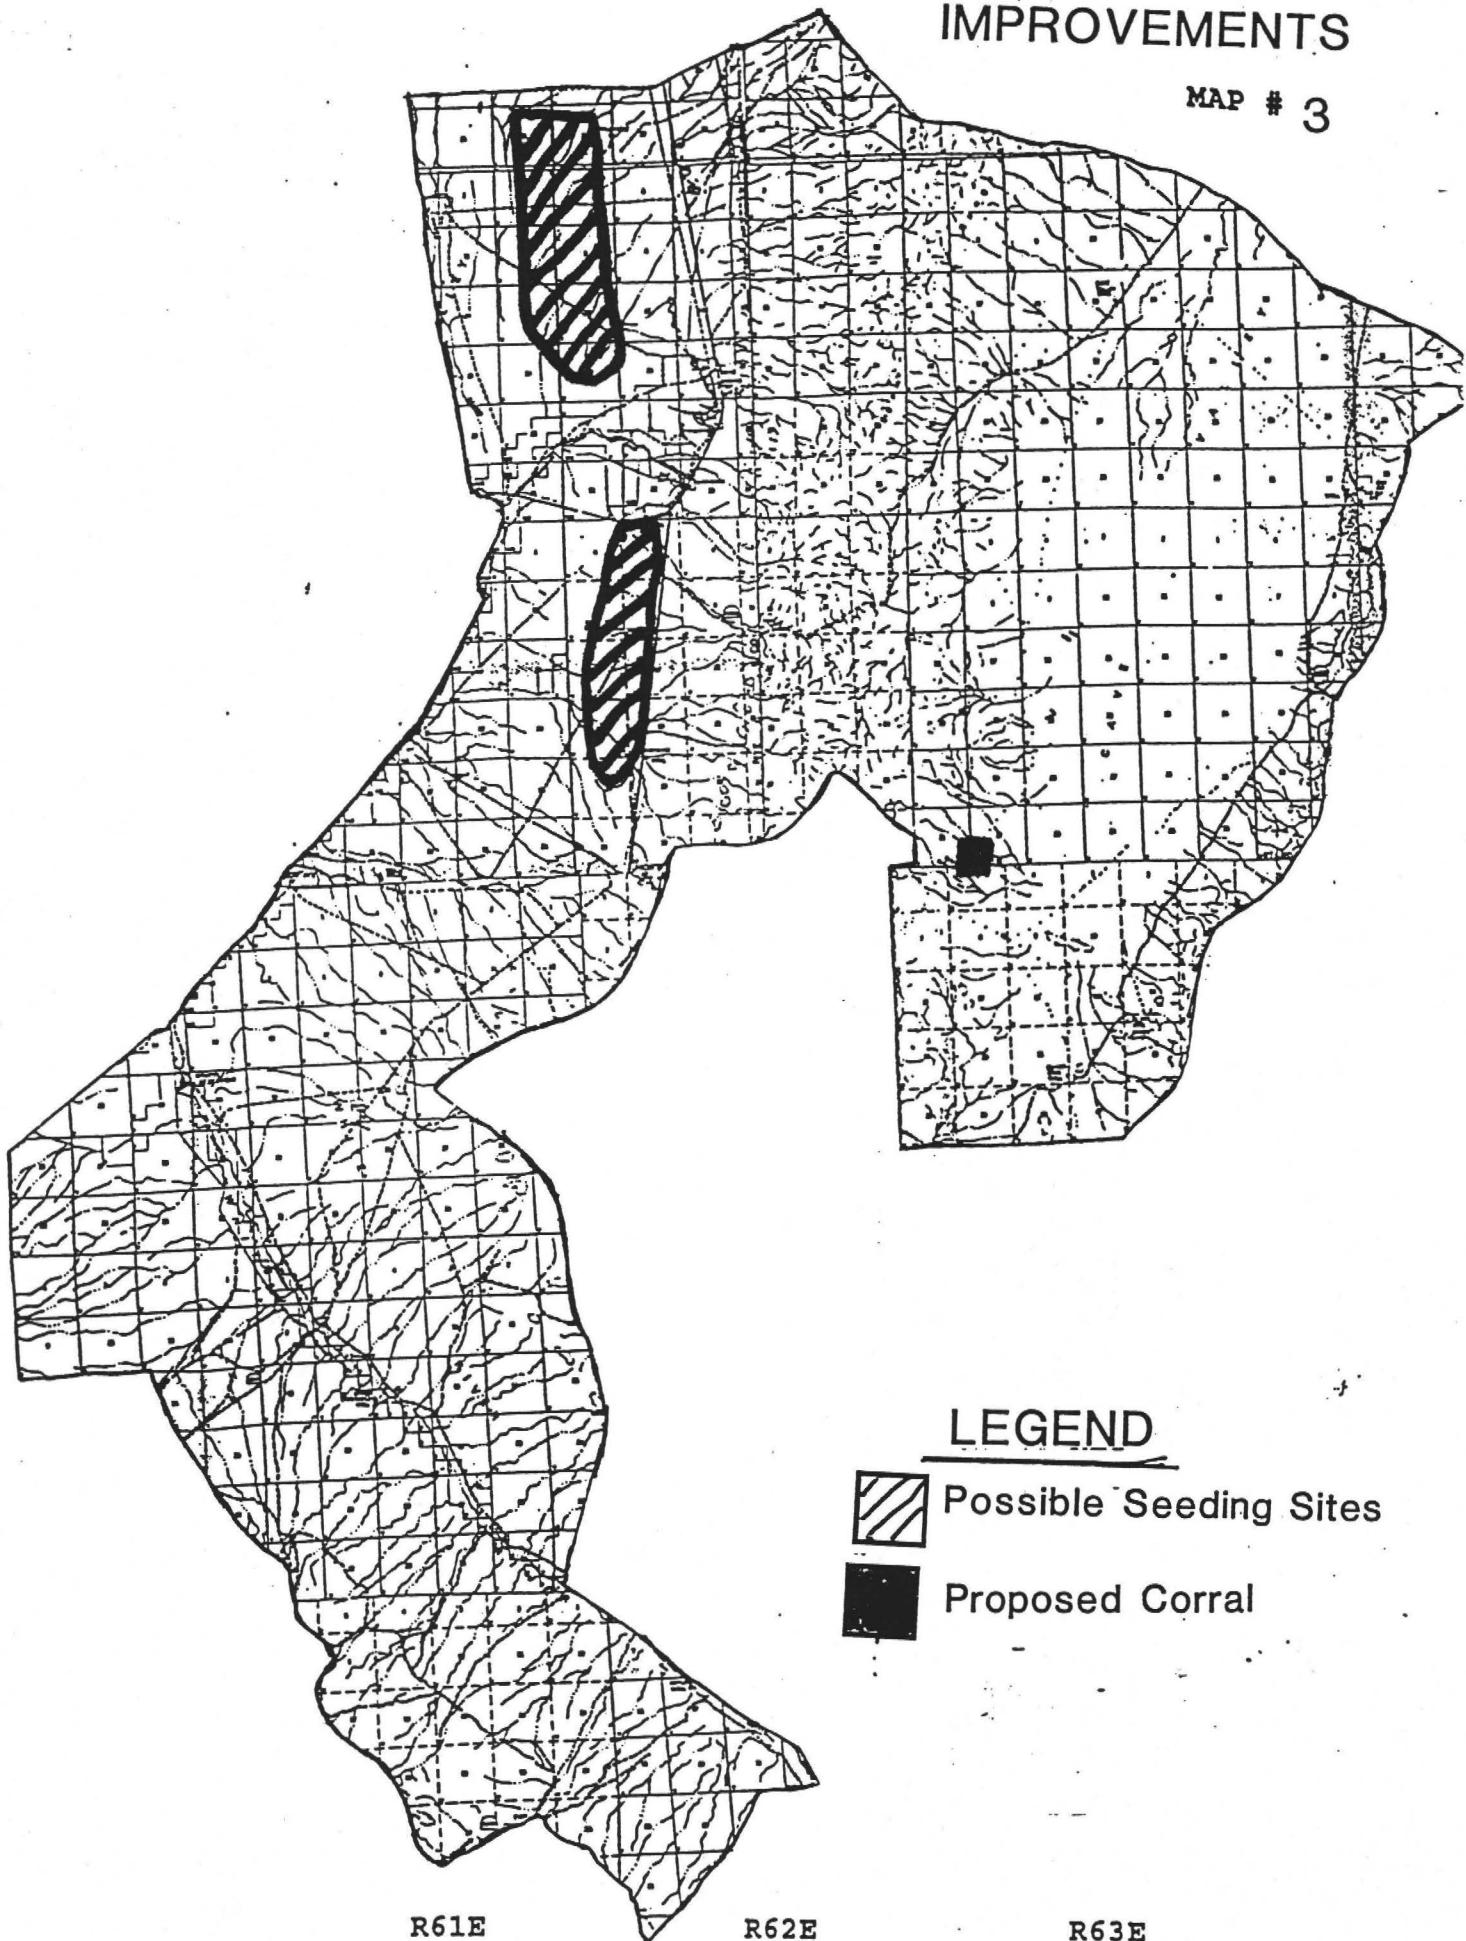 IMPROVEMENTS
MAP # 3
LEGEND
Possible Seeding Sites
Proposed Corral
R61E R62E R63E